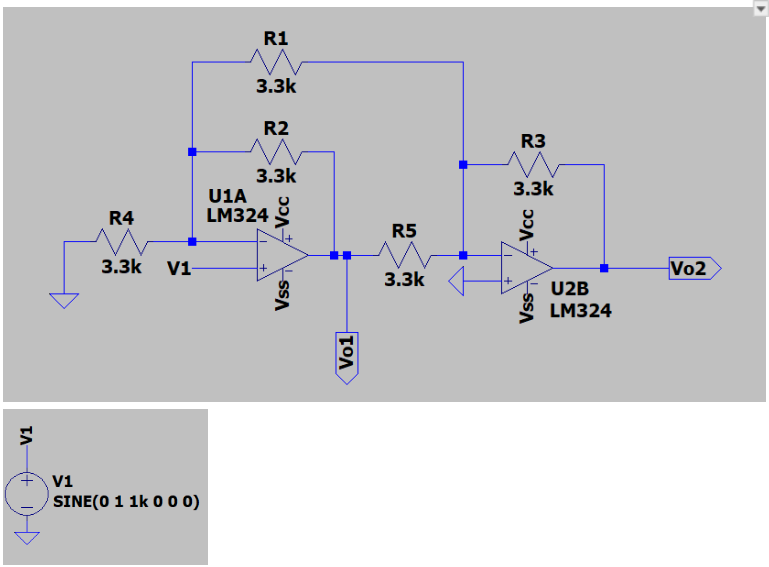 R1
3.3k
R2
3.3k
R3
3.3k
U1A
LM324
Vcc
R4
3.3k
V1
Vss
R5
3.3k
Vcc
Vss
U2B
LM324
Vo2
Vo1
V1
V1
SINE(0 1 1k 0 0 0)